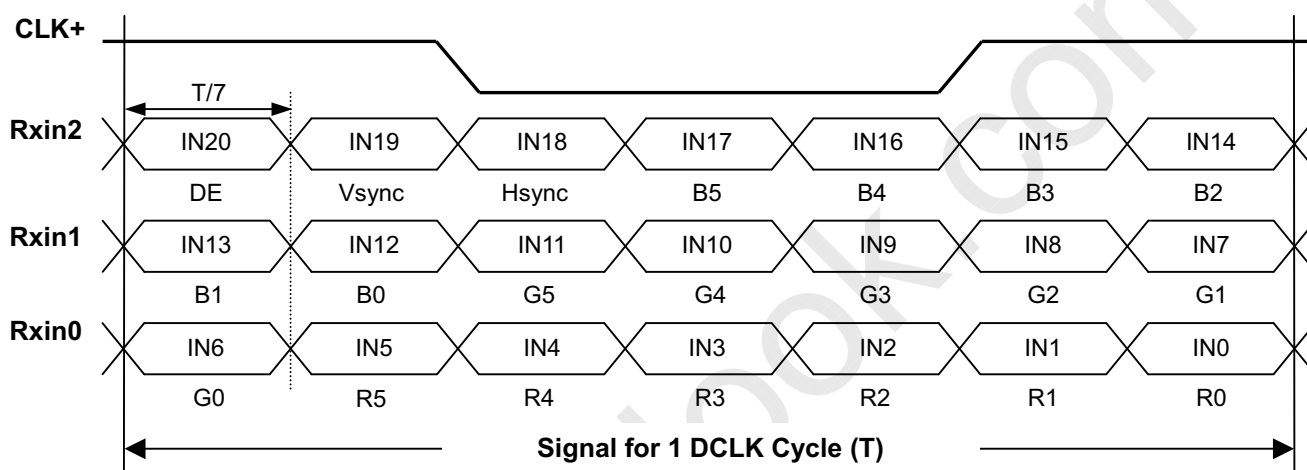 CLK+
T/7
Rxin2 IN20 IN19 IN18 IN17 IN16 IN15 IN14
DE Vsync Hsync B5 B4 B3 B2
Rxin1 IN13 IN12 IN11 IN10 IN9 IN8 IN7
B1 B0 G5 G4 G3 G2 G1
Rxin0 IN6 IN5 IN4 IN3 IN2 IN1 IN0
G0 R5 R4 R3 R2 R1 R0
Signal for 1 DCLK Cycle (T)